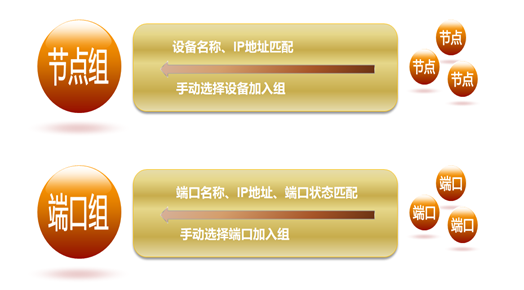 节点组
设备名称、IP地址匹配
手动选择设备加入组
节点
节点
节点
端口组
端口名称、IP地址、端口状态匹配
手动选择端口加入组
端口
端口
端口